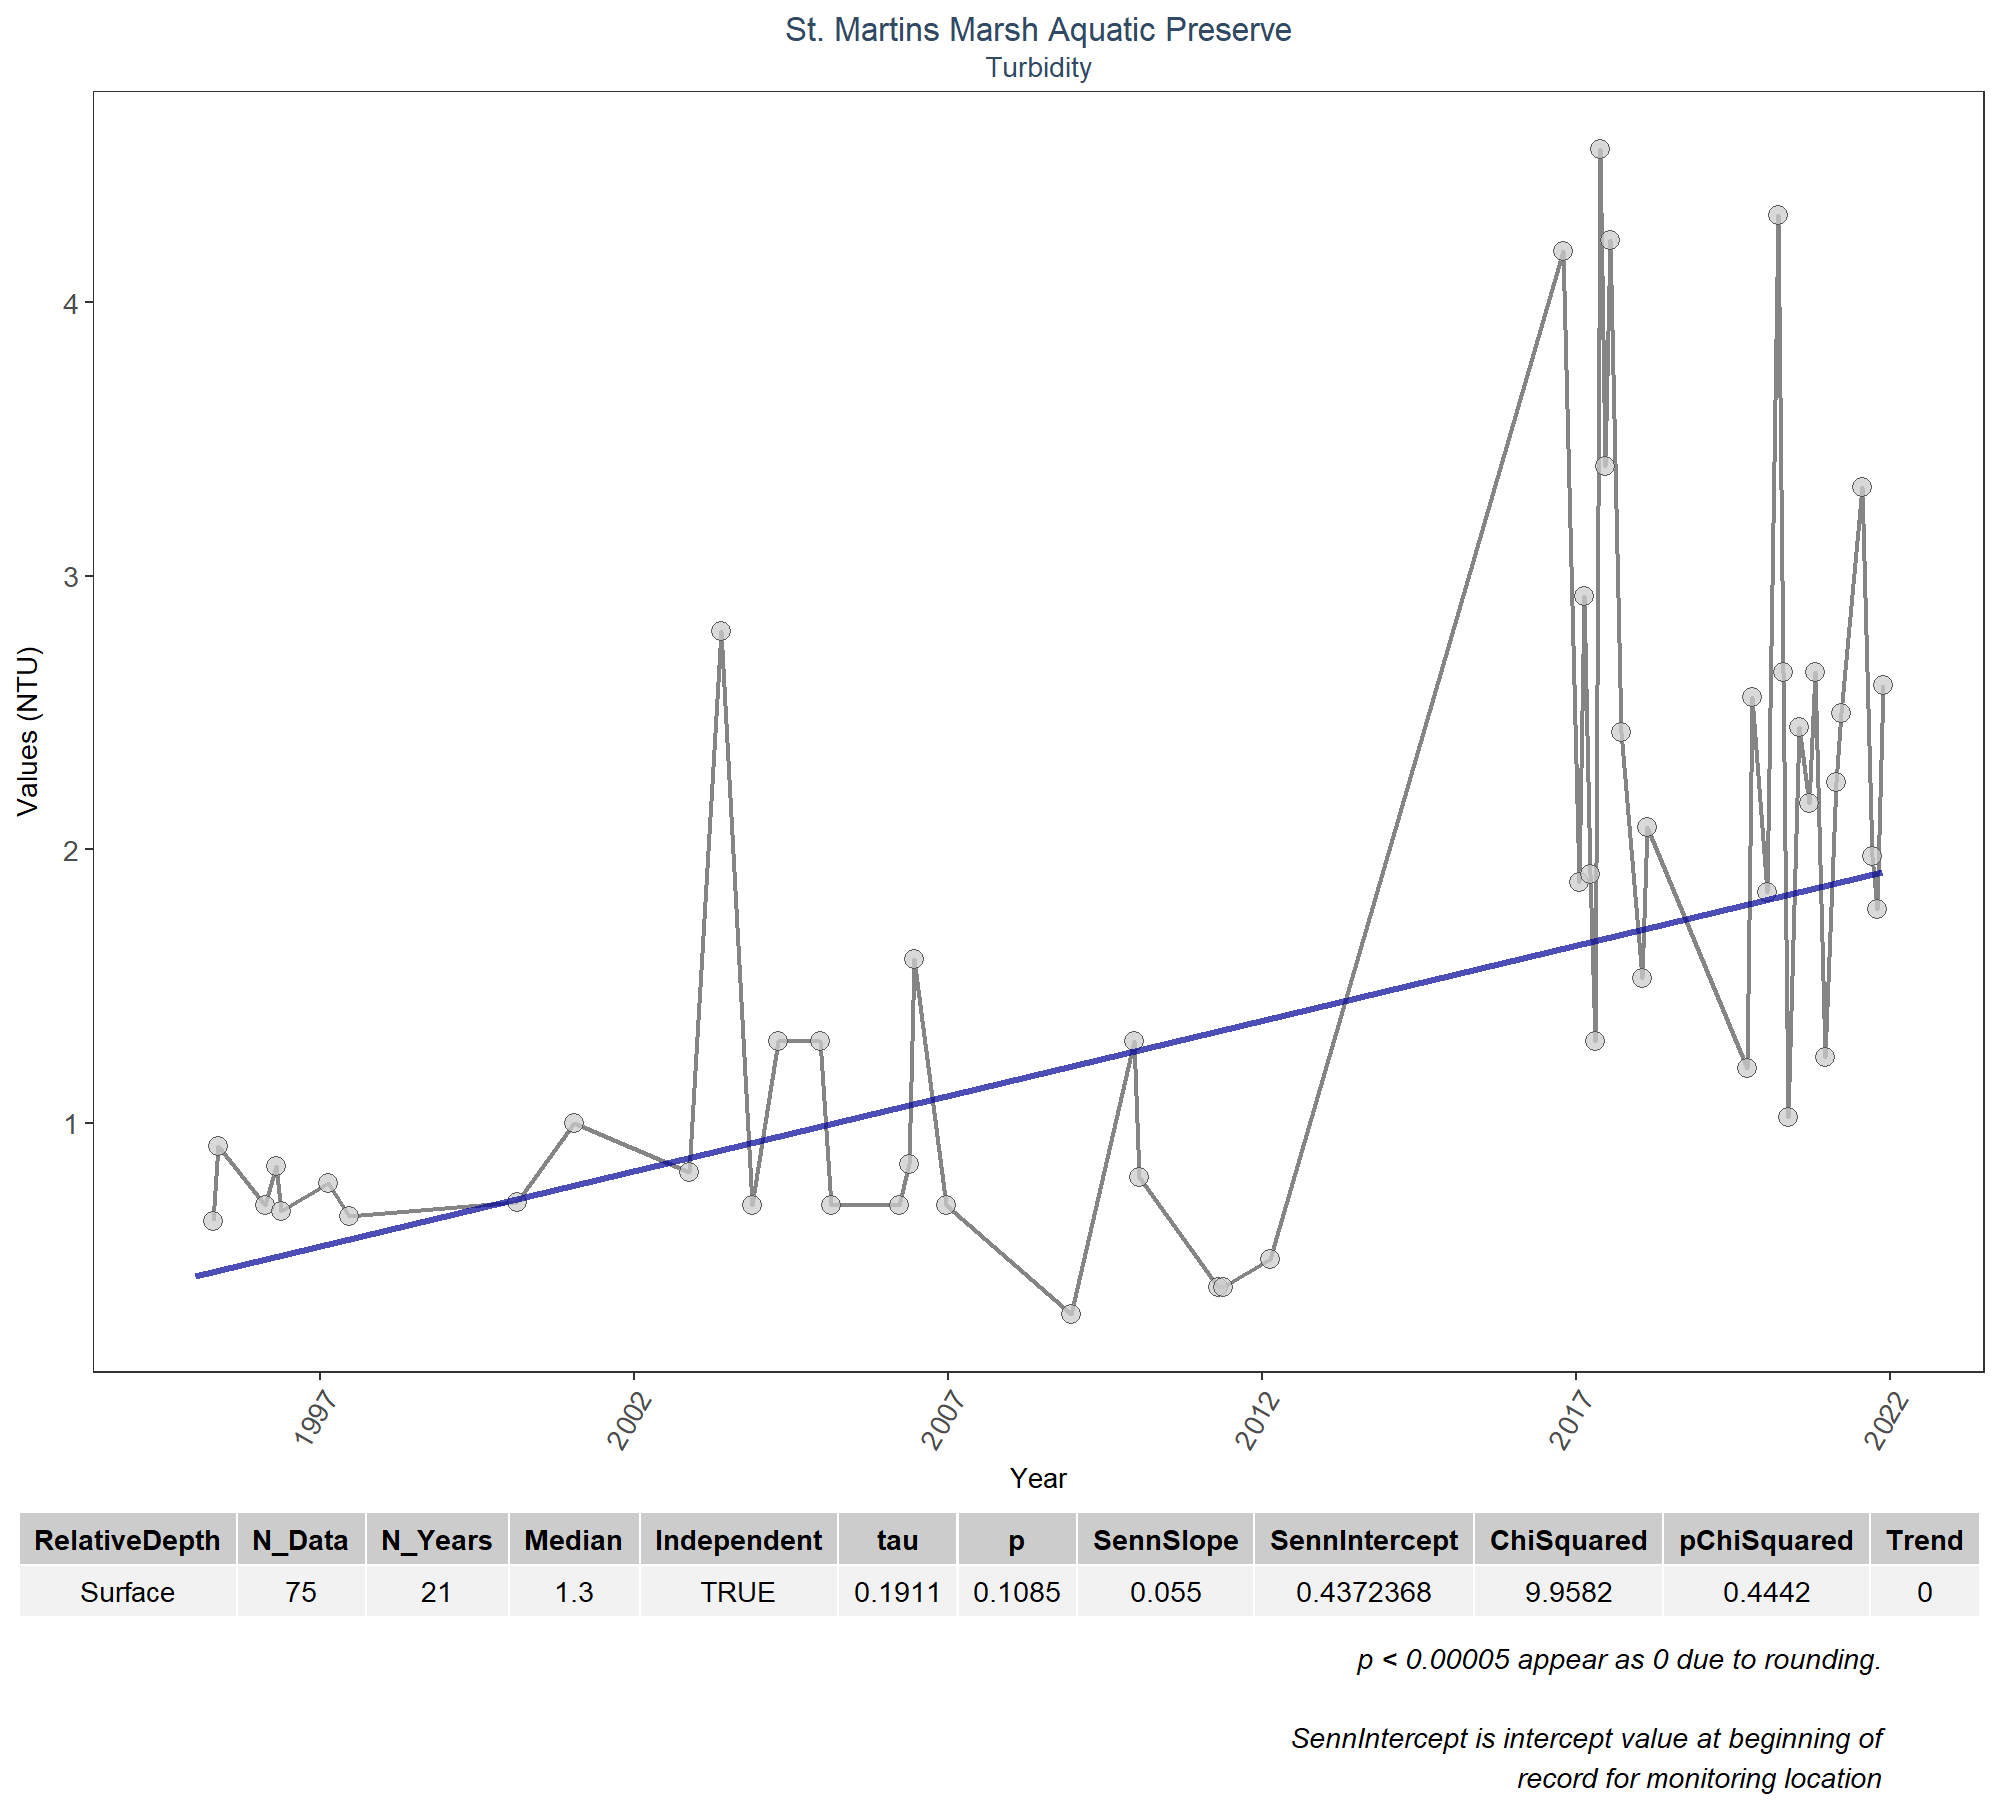 St. Martins Marsh Aquatic Preserve
Turbidity
Values (NTU)
4
3
2
1
1997 2002 2007 2012 2017 2022
Year
RelativeDepth N_Data N_Years Median Independent tau p SennSlope SennIntercept ChiSquared pChiSquared Trend
Surface 75 21 1.3 TRUE 0.1911 0.1085 0.055 0.4372368 9.9582 0.4442 0
p < 0.00005 appear as 0 due to rounding.
SennIntercept is intercept value at beginning of
record for monitoring location